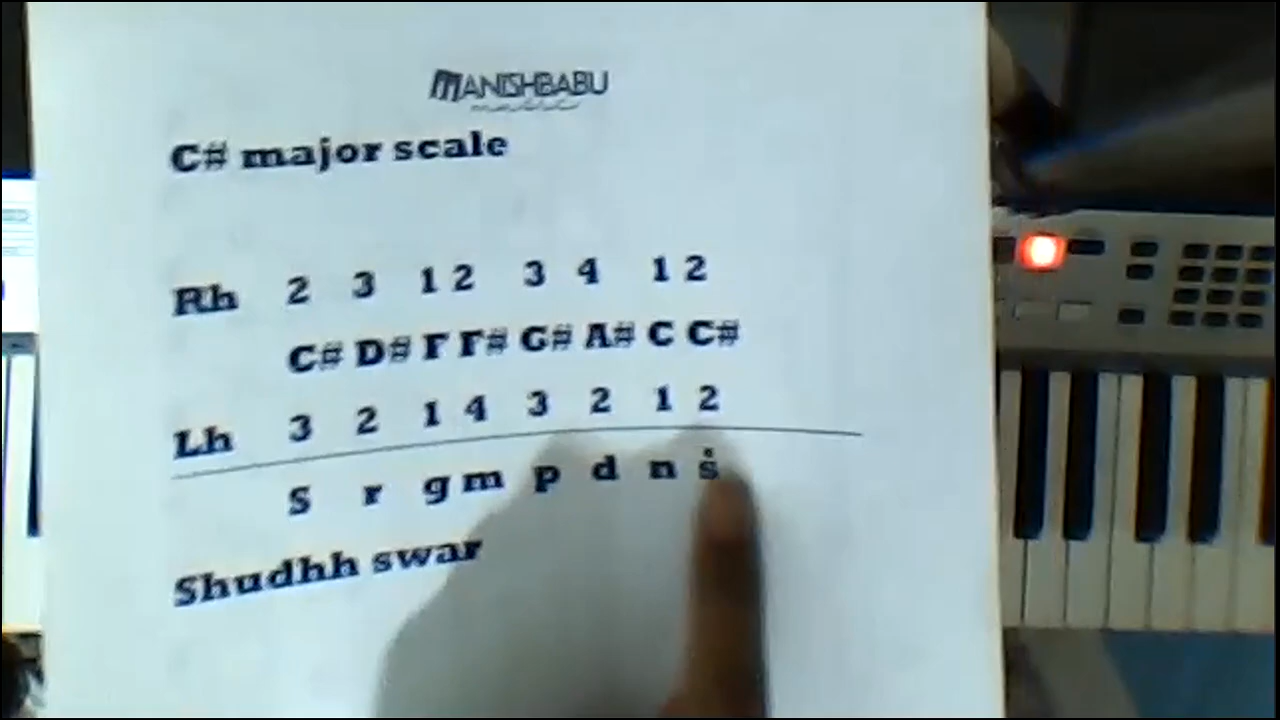 MANISHBABU
C# major scale
Rh 2 3 1 2 3 4 1 2
C# D# F F# G# A# C C#
Lh 3 2 1 4 3 2 1 2
S r g m p d n ṡ
Shudhh swar